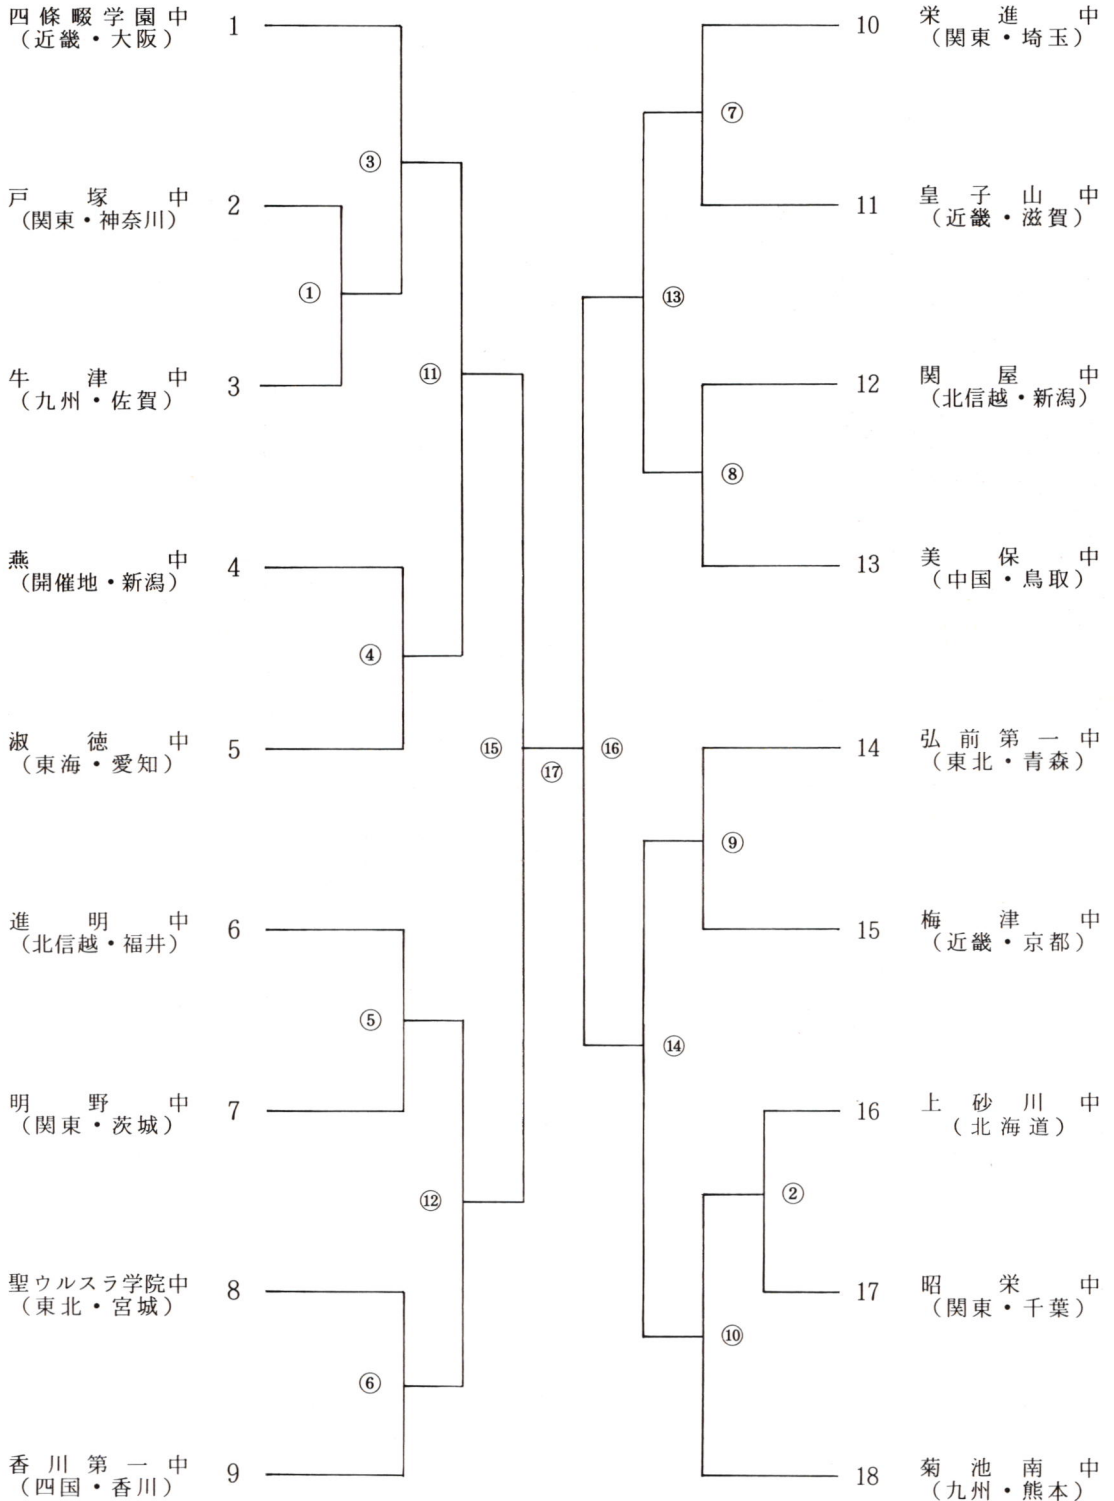 四條畷学園中 1
（近畿・大阪）
戸塚中 2
（関東・神奈川）
牛津中 3
（九州・佐賀）
燕中 4
（開催地・新潟）
淑徳中 5
（東海・愛知）
進明中 6
（北信越・福井）
明野中 7
（関東・茨城）
聖ウルスラ学院中 8
（東北・宮城）
香川第一中 9
（四国・香川）
③
①
⑪
④
⑮
⑰
⑤
⑫
⑥
10 栄進中
（関東・埼玉）
11 皇子山中
（近畿・滋賀）
12 関屋中
（北信越・新潟）
13 美保中
（中国・鳥取）
14 弘前第一中
（東北・青森）
15 梅津中
（近畿・京都）
16 上砂川中
（北海道）
17 昭栄中
（関東・千葉）
18 菊池南中
（九州・熊本）
⑦
⑬
⑧
⑯
⑨
⑭
②
⑩